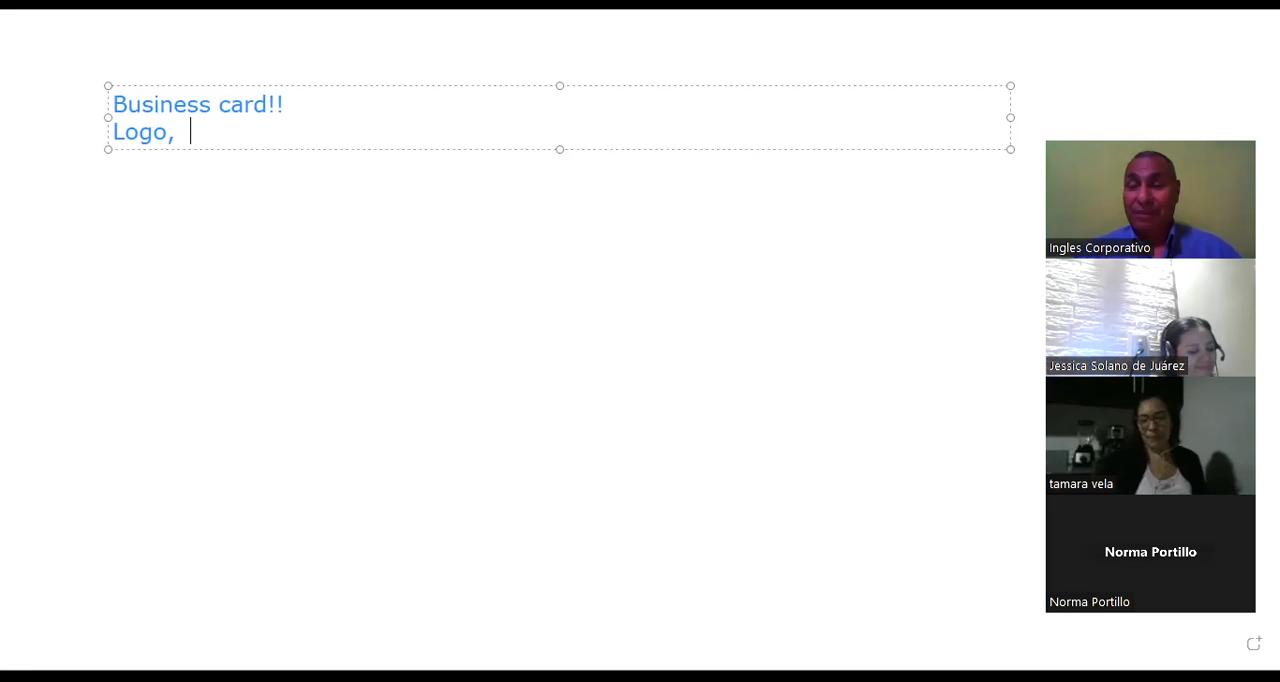 Business card!!
Logo,
Ingles Corporativo
Jessica Solano de Juárez
tamara vela
Norma Portillo
Norma Portillo